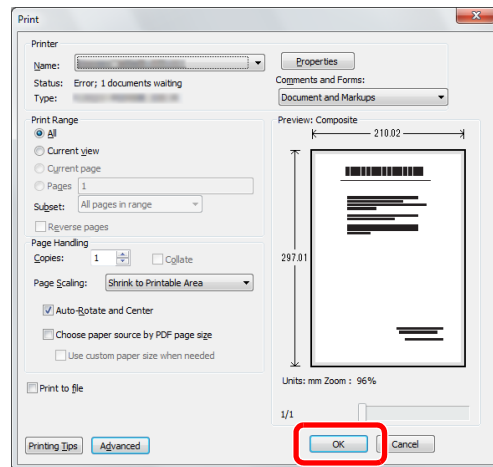 Print
Printer
Name:
Properties
Status: Error; 1 documents waiting
Comments and Forms:
Type:
Document and Markups
Print Range
All
Current view
Current page
Pages 1
Subset: All pages in range
Reverse pages
Preview: Composite
210.02
297.01
Page Handling
Copies: 1 Collate
Page Scaling: Shrink to Printable Area
Auto-Rotate and Center
Choose paper source by PDF page size
Use custom paper size when needed
Print to file
Units: mm Zoom : 96%
1/1
Printing Tips Advanced OK Cancel